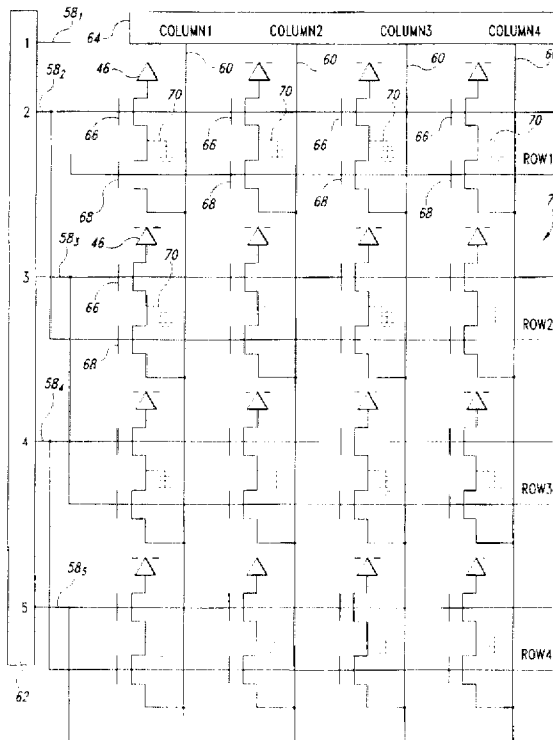 64 COLUMN1 COLUMN2 COLUMN3 COLUMN4
1 58₁
46 60 60 60
58₂ 70 70 70 70
2
66 66 66 66
ROW1
68 68 68 68
46
58₃ 70
3
66
ROW2
68
58₄
4
ROW3
58₅
5
ROW4
62